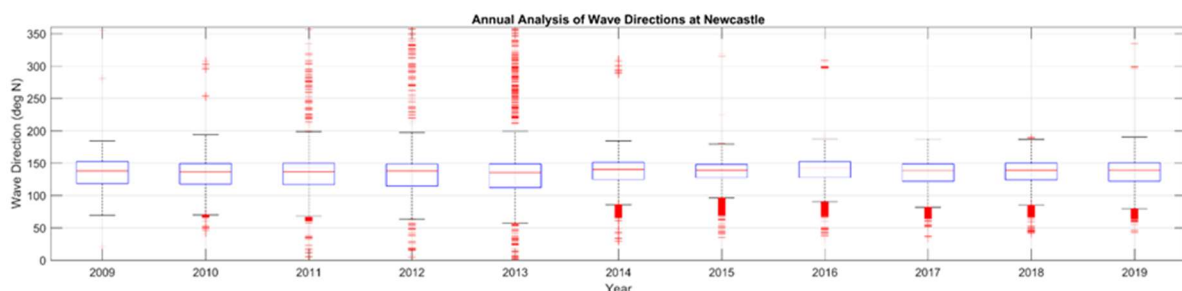 Annual Analysis of Wave Directions at Newcastle
Wave Direction (deg N)
350
300
250
200
150
100
50
0
2009 2010 2011 2012 2013 2014 2015 2016 2017 2018 2019
Year